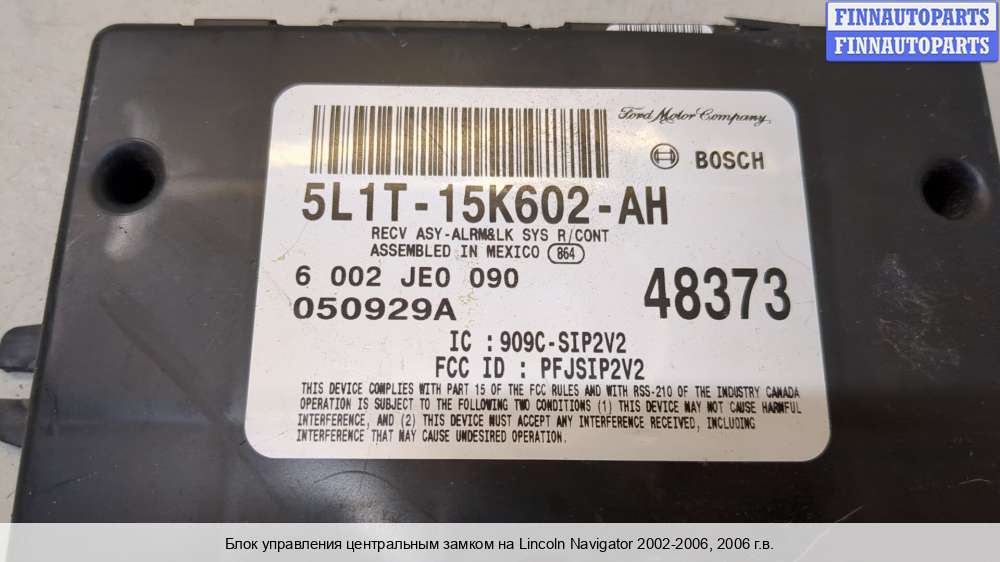 FINNAUTOPARTS
FINNAUTOPARTS
Ford Motor Company
BOSCH
5L1T-15K602-AH
RECV ASY-ALRM&LK SYS R/CONT
ASSEMBLED IN MEXICO 864
6 002 JE0 090
48373
050929A
IC : 909C-SIP2V2
FCC ID : PFJSIP2V2
THIS DEVICE COMPLIES WITH PART 15 OF THE FCC RULES AND WITH RSS-210 OF THE INDUSTRY CANADA
OPERATION IS SUBJECT TO THE FOLLOWING TWO CONDITIONS (1) THIS DEVICE MAY NOT CAUSE HARMFUL
INTERFERENCE, AND (2) THIS DEVICE MUST ACCEPT ANY INTERFERENCE RECEIVED, INCLUDING
INTERFERENCE THAT MAY CAUSE UNDESIRED OPERATION.
Блок управления центральным замком на Lincoln Navigator 2002-2006, 2006 г.в.